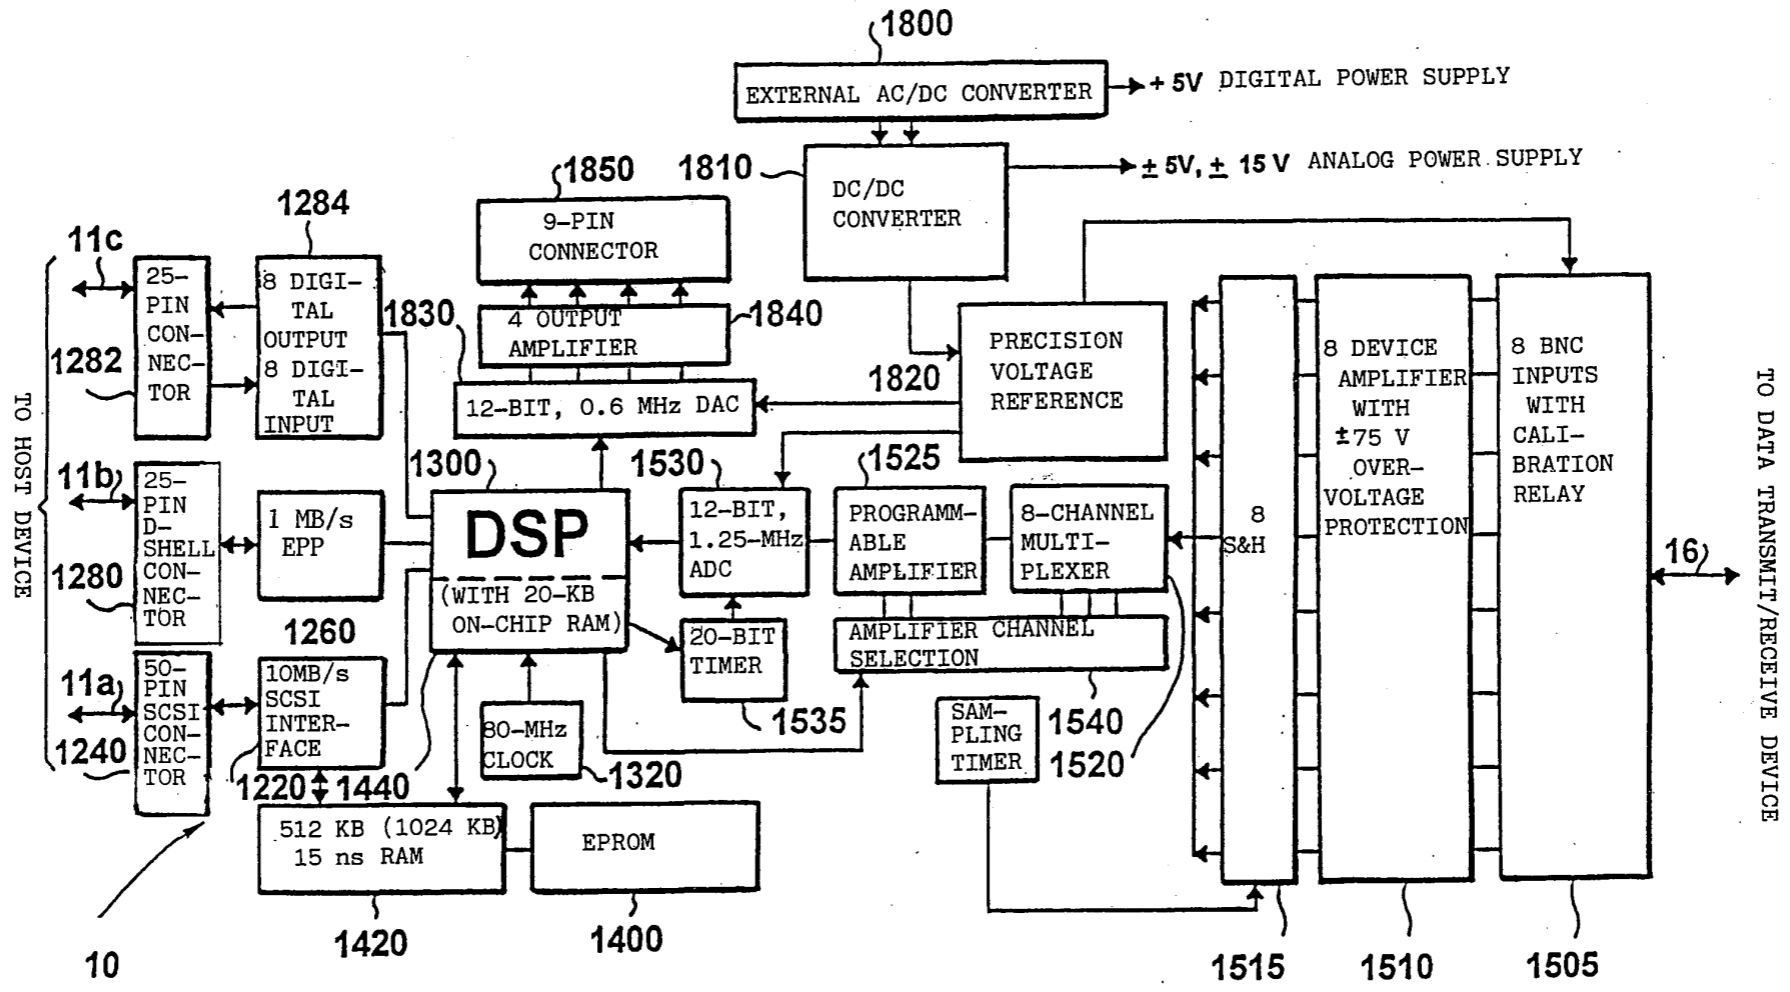 1800
EXTERNAL AC/DC CONVERTER
+ 5V DIGITAL POWER SUPPLY
1810
DC/DC
CONVERTER
± 5V, ± 15 V ANALOG POWER SUPPLY
1850
9-PIN
CONNECTOR
1284
8 DIGI-
TAL
OUTPUT
8 DIGI-
TAL
INPUT
11c
25-
PIN
CON-
NEC-
TOR
1282
1830
4 OUTPUT
AMPLIFIER
1840
12-BIT, 0.6 MHz DAC
1820
PRECISION
VOLTAGE
REFERENCE
TO HOST DEVICE
11b
25-
PIN
D-
SHELL
CON-
NEC-
TOR
1280
1 MB/s
EPP
1260
1300
DSP
(WITH 20-KB
ON-CHIP RAM)
1530
12-BIT,
1.25-MHz
ADC
1525
PROGRAMM-
ABLE
AMPLIFIER
8-CHANNEL
MULTI-
PLEXER
8
S&H
8 DEVICE
AMPLIFIER
WITH
±75 V
OVER-
VOLTAGE
PROTECTION
8 BNC
INPUTS
WITH
CALI-
BRATION
RELAY
16
TO DATA TRANSMIT/RECEIVE DEVICE
11a
50-
PIN
SCSI
CON-
NEC-
TOR
1240
10MB/s
SCSI
INTER-
FACE
1220
1440
80-MHz
CLOCK
1320
20-BIT
TIMER
1535
AMPLIFIER CHANNEL
SELECTION
1540
1520
SAM-
PLING
TIMER
512 KB (1024 KB)
15 ns RAM
EPROM
10
1420
1400
1515
1510
1505